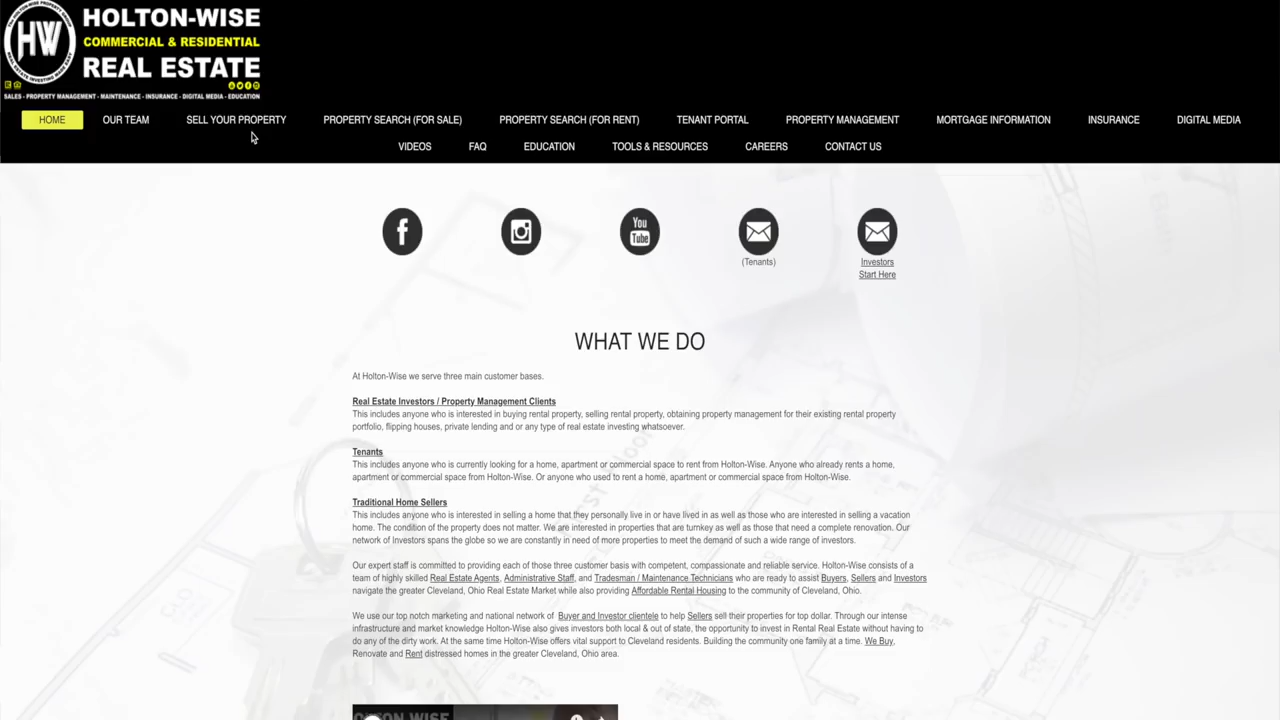 HOLTON-WISE
COMMERCIAL & RESIDENTIAL
REAL ESTATE
SALES - PROPERTY MANAGEMENT - MAINTENANCE - INSURANCE - DIGITAL MEDIA - EDUCATION
HOME OUR TEAM SELL YOUR PROPERTY PROPERTY SEARCH (FOR SALE) PROPERTY SEARCH (FOR RENT) TENANT PORTAL PROPERTY MANAGEMENT MORTGAGE INFORMATION INSURANCE DIGITAL MEDIA
VIDEOS FAQ EDUCATION TOOLS & RESOURCES CAREERS CONTACT US
You
Tube
(Tenants)
Investors
Start Here
WHAT WE DO
At Holton-Wise we serve three main customer bases.
Real Estate Investors / Property Management Clients
This includes anyone who is interested in buying rental property, selling rental property, obtaining property management for their existing rental property
portfolio, flipping houses, private lending and or any type of real estate investing whatsoever.
Tenants
This includes anyone who is currently looking for a home, apartment or commercial space to rent from Holton-Wise. Anyone who already rents a home,
apartment or commercial space from Holton-Wise. Or anyone who used to rent a home, apartment or commercial space from Holton-Wise.
Traditional Home Sellers
This includes anyone who is interested in selling a home that they personally live in or have lived in as well as those who are interested in selling a vacation
home. The condition of the property does not matter. We are interested in properties that are turnkey as well as those that need a complete renovation. Our
network of Investors spans the globe so we are constantly in need of more properties to meet the demand of such a wide range of investors.
Our expert staff is committed to providing each of those three customer basis with competent, compassionate and reliable service. Holton-Wise consists of a
team of highly skilled Real Estate Agents, Administrative Staff, and Tradesman / Maintenance Technicians who are ready to assist Buyers, Sellers and Investors
navigate the greater Cleveland, Ohio Real Estate Market while also providing Affordable Rental Housing to the community of Cleveland, Ohio.
We use our top notch marketing and national network of Buyer and Investor clientele to help Sellers sell their properties for top dollar. Through our intense
infrastructure and market knowledge Holton-Wise also gives investors both local & out of state, the opportunity to invest in Rental Real Estate without having to
do any of the dirty work. At the same time Holton-Wise offers vital support to Cleveland residents. Building the community one family at a time. We Buy,
Renovate and Rent distressed homes in the greater Cleveland, Ohio area.
HOLTON WISE